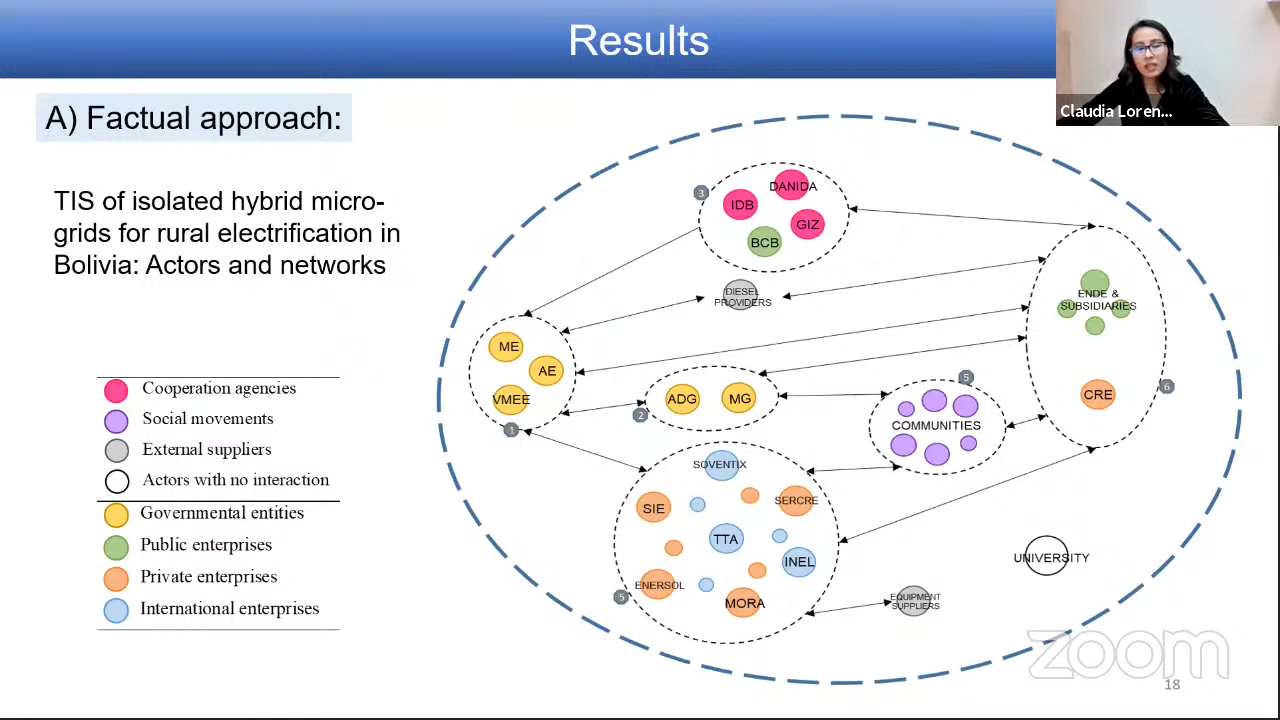 Results
Claudia Loren...
A) Factual approach:
TIS of isolated hybrid micro-
grids for rural electrification in
Bolivia: Actors and networks
Cooperation agencies
Social movements
External suppliers
Actors with no interaction
Governmental entities
Public enterprises
Private enterprises
International enterprises
3
DANIDA
IDB
GIZ
BCB
DIESEL
PROVIDERS
ENDE &
SUBSIDIARIES
CRE
6
ME
AE
VMEE
1
ADG
MG
2
5
COMMUNITIES
SOVENTIX
SIE
SERCRE
TTA
INEL
ENERSOL
MORA
5
UNIVERSITY
EQUIPMENT
SUPPLIERS
zoom
18